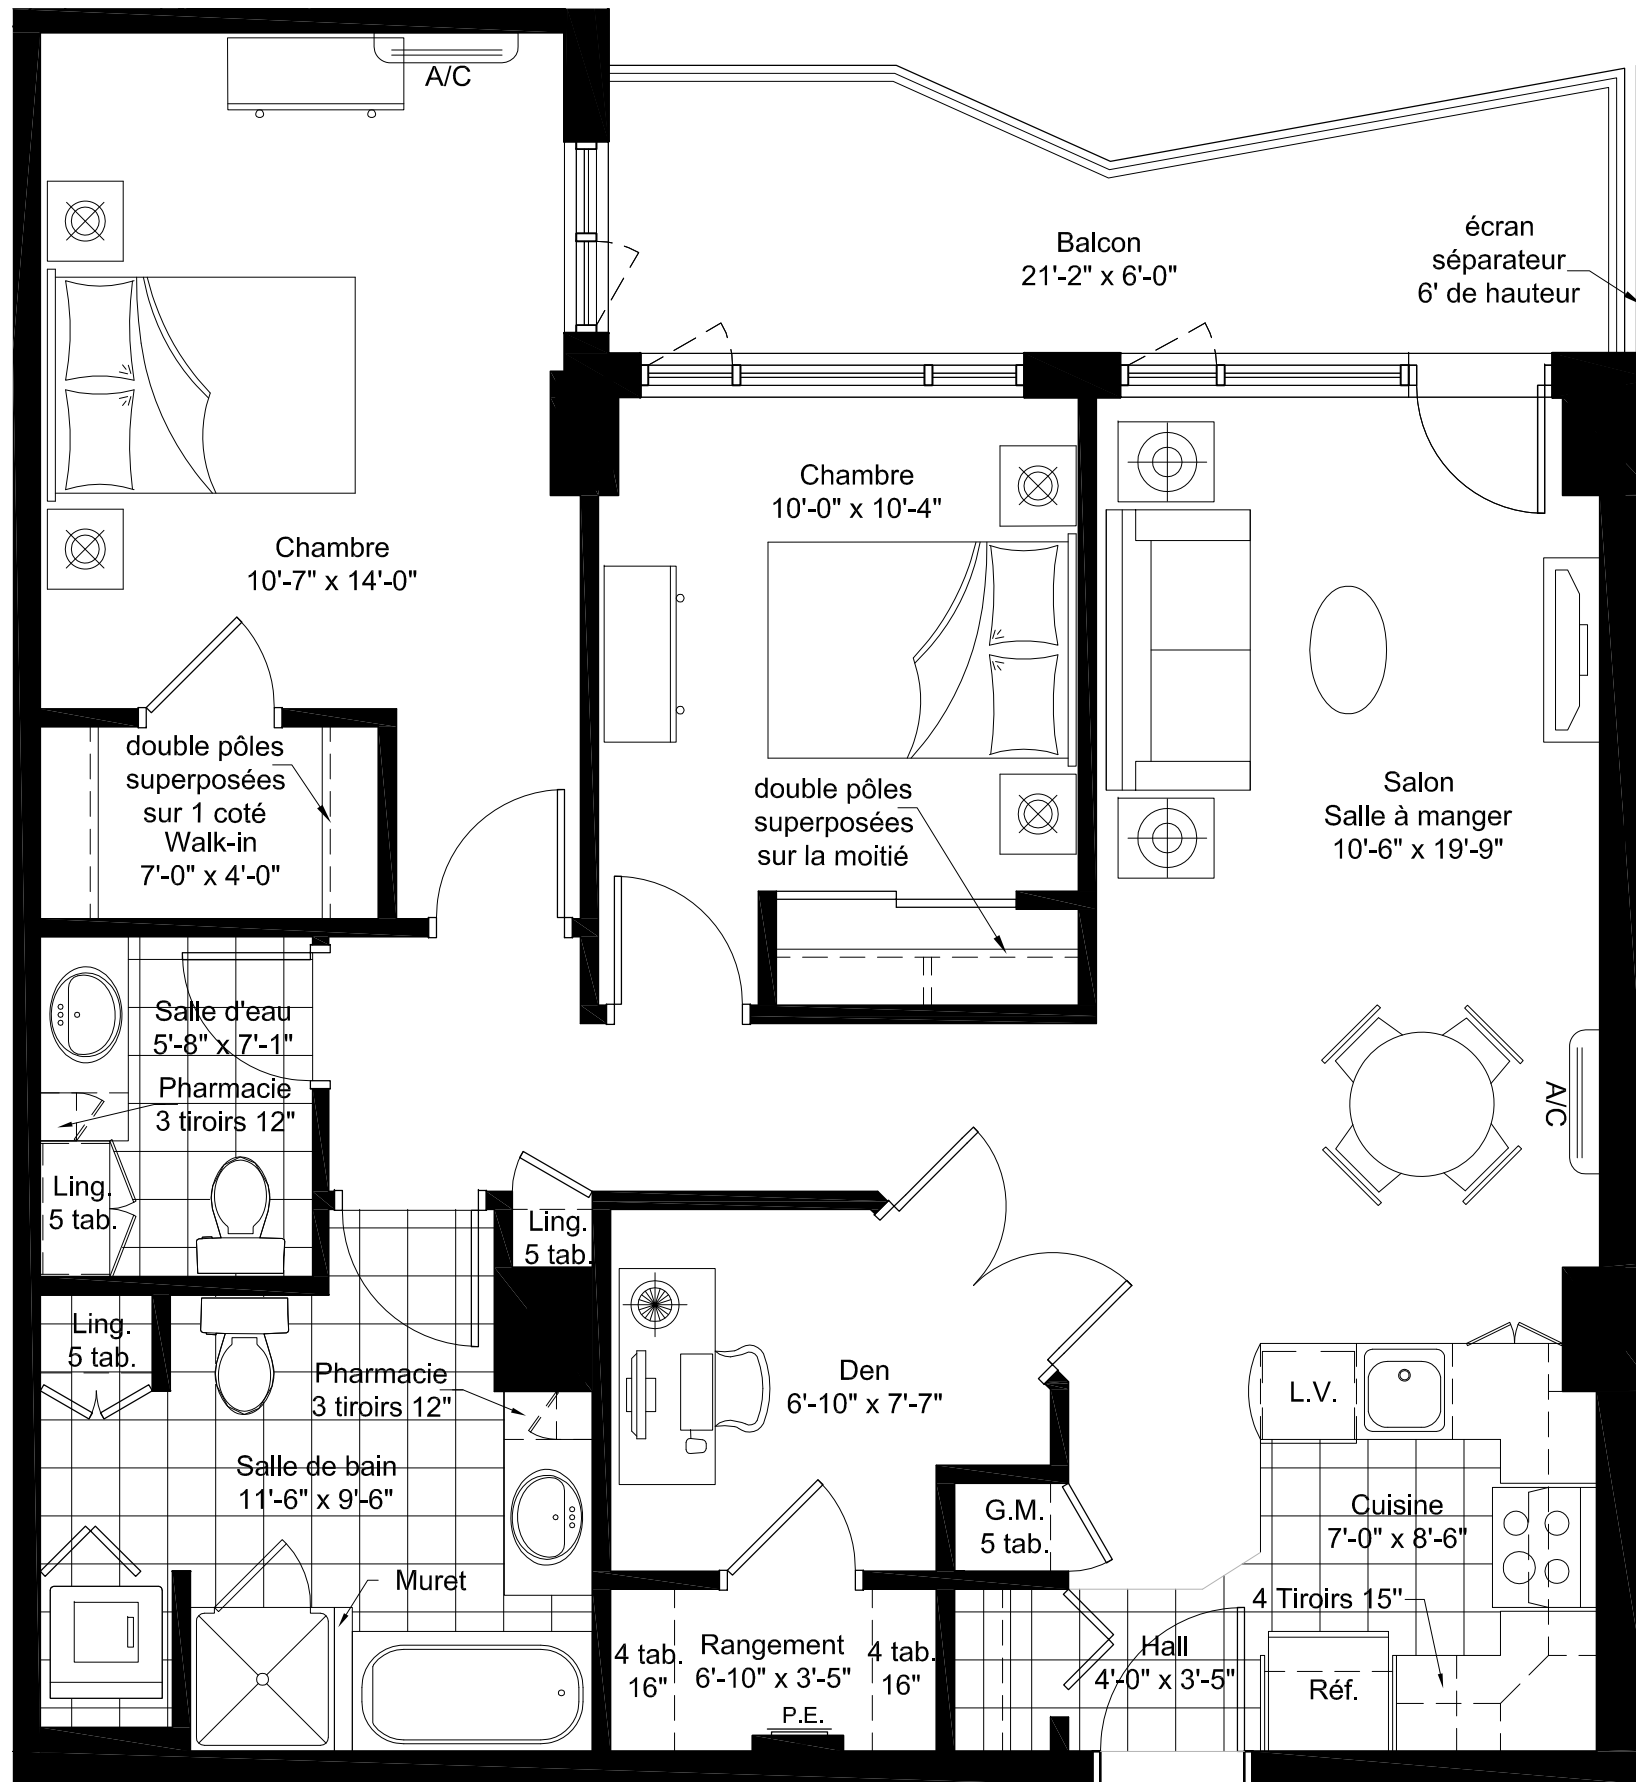 A/C
Balcon
21'-2" x 6'-0"
écran
séparateur
6' de hauteur
Chambre
10'-7" x 14'-0"
Chambre
10'-0" x 10'-4"
double pôles
superposées
sur 1 coté
Walk-in
7'-0" x 4'-0"
double pôles
superposées
sur la moitié
Salon
Salle à manger
10'-6" x 19'-9"
Salle d'eau
5'-8" x 7'-1"
Pharmacie
3 tiroirs 12"
A/C
Ling.
5 tab.
Ling.
5 tab.
Ling.
5 tab.
Pharmacie
3 tiroirs 12"
Den
6'-10" x 7'-7"
L.V.
Salle de bain
11'-6" x 9'-6"
G.M.
5 tab.
Cuisine
7'-0" x 8'-6"
Muret
4 Tiroirs 15"
4 tab.
16"
Rangement
6'-10" x 3'-5"
P.E.
4 tab.
16"
Hall
4'-0" x 3'-5"
Réf.